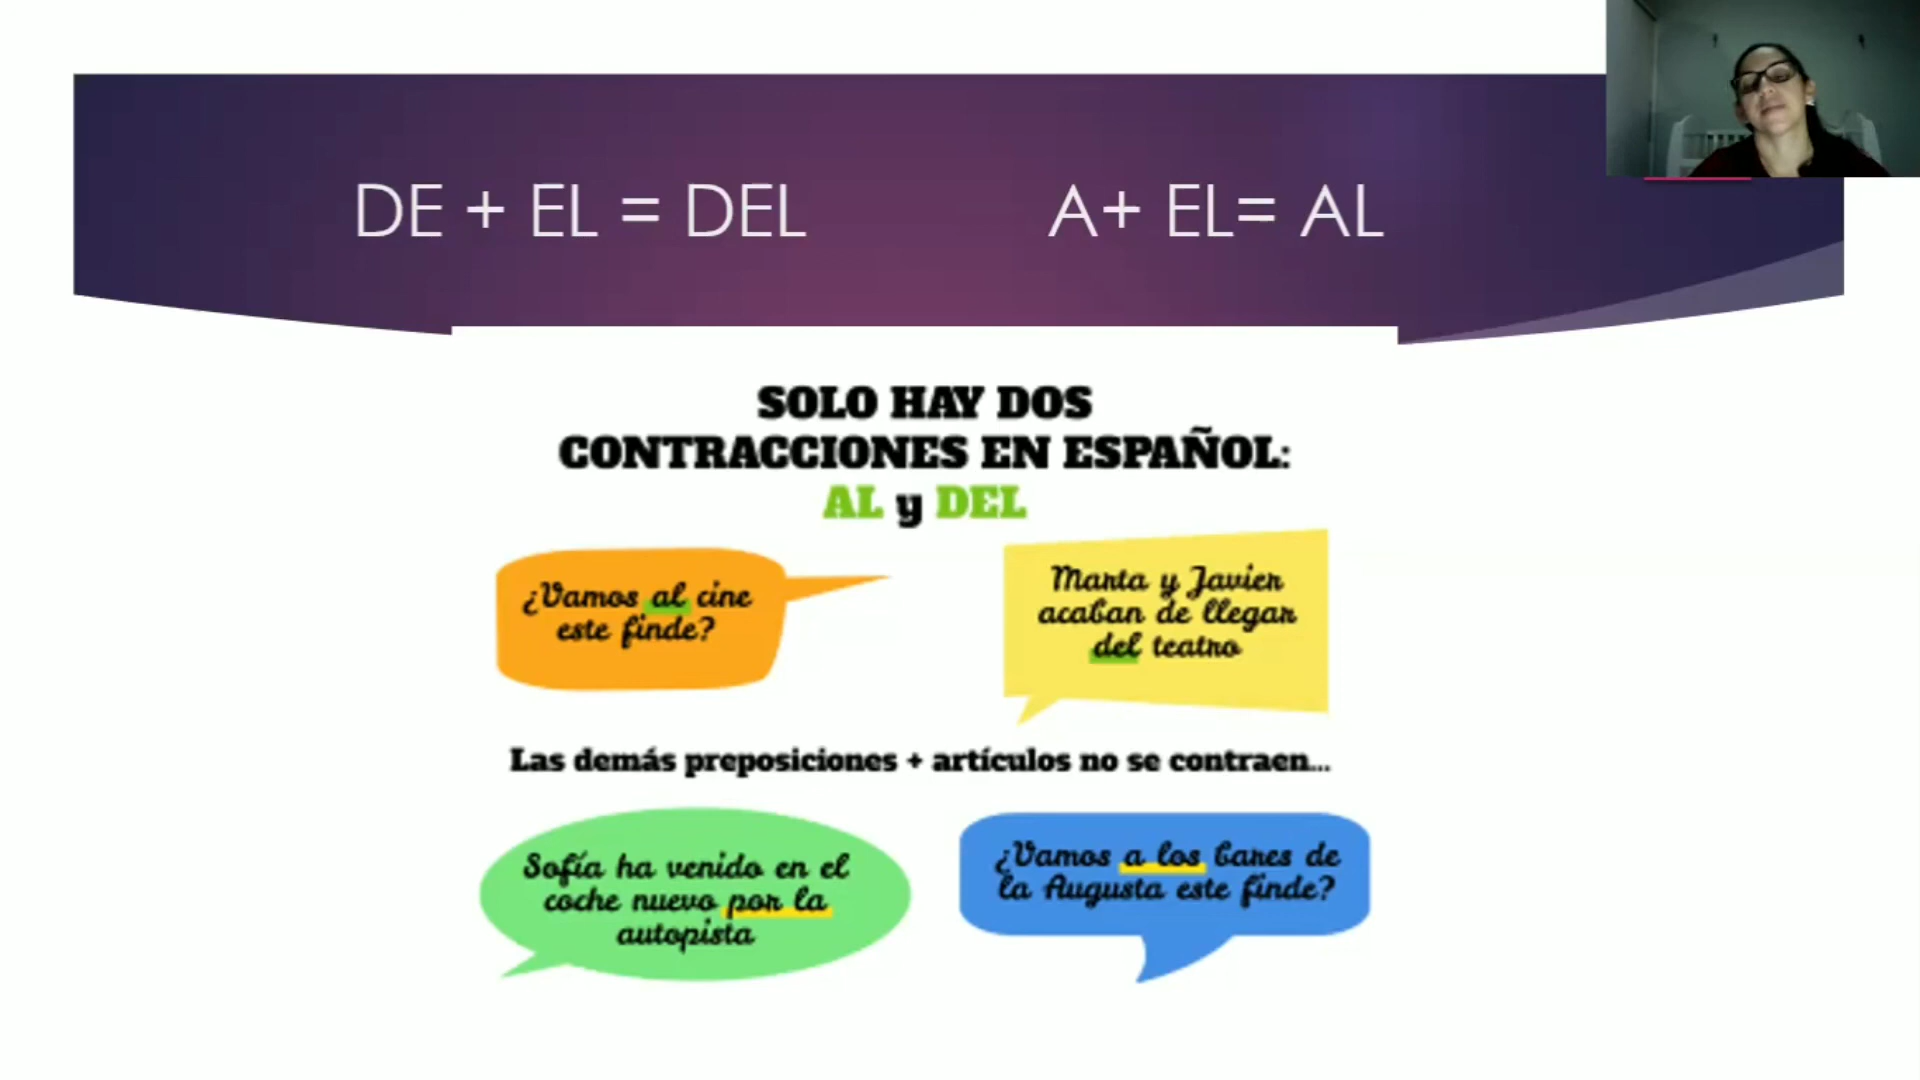 DE + EL = DEL A+ EL= AL
SOLO HAY DOS
CONTRACCIONES EN ESPAÑOL:
AL y DEL
¿Vamos al cine
este finde?
Marta y Javier
acaban de llegar
del teatro
Las demás preposiciones + artículos no se contraen...
Sofía ha venido en el
coche nuevo por la
autopista
¿Vamos a los bares de
la Augusta este finde?